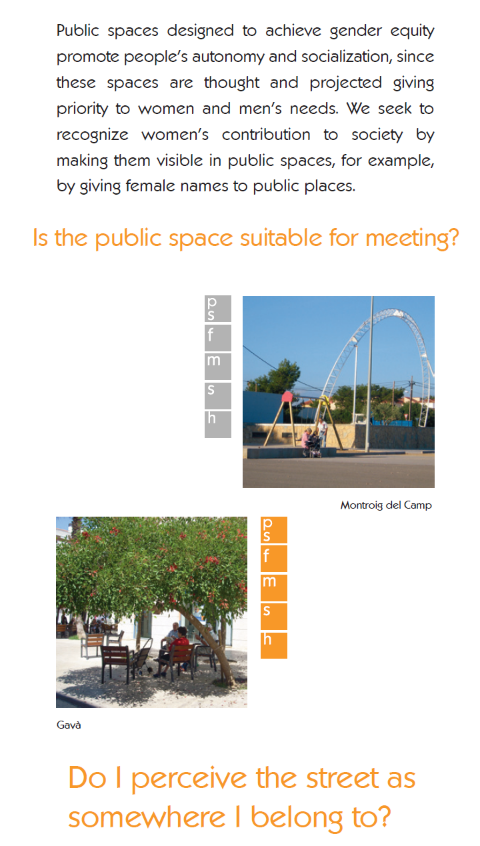 Public spaces designed to achieve gender equity
promote people's autonomy and socialization, since
these spaces are thought and projected giving
priority to women and men's needs. We seek to
recognize women's contribution to society by
making them visible in public spaces, for example,
by giving female names to public places.
Is the public space suitable for meeting?
p
s
f
m
s
h
Montroig del Camp
p
s
f
m
s
h
Gavà
Do I perceive the street as
somewhere I belong to?